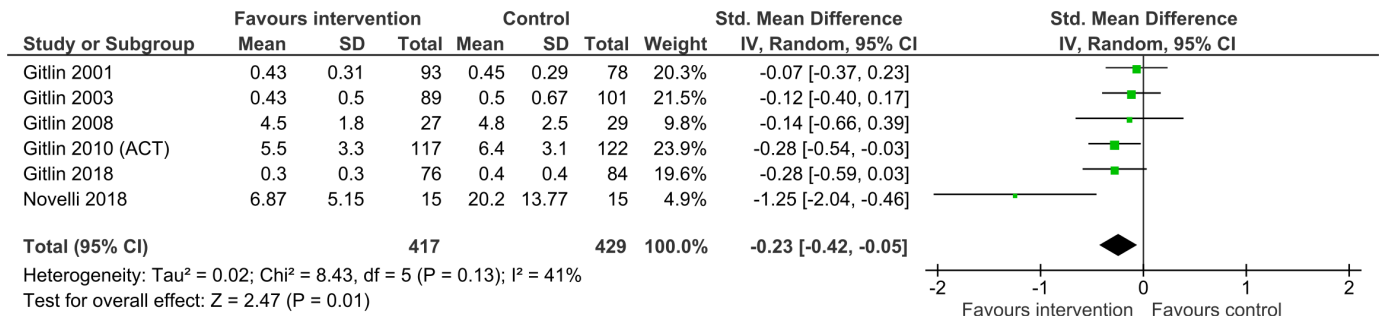 Favours intervention Control Std. Mean Difference Std. Mean Difference
Study or Subgroup Mean SD Total Mean SD Total Weight IV, Random, 95% CI IV, Random, 95% CI
Gitlin 2001 0.43 0.31 93 0.45 0.29 78 20.3% -0.07 [-0.37, 0.23]
Gitlin 2003 0.43 0.5 89 0.5 0.67 101 21.5% -0.12 [-0.40, 0.17]
Gitlin 2008 4.5 1.8 27 4.8 2.5 29 9.8% -0.14 [-0.66, 0.39]
Gitlin 2010 (ACT) 5.5 3.3 117 6.4 3.1 122 23.9% -0.28 [-0.54, -0.03]
Gitlin 2018 0.3 0.3 76 0.4 0.4 84 19.6% -0.28 [-0.59, 0.03]
Novelli 2018 6.87 5.15 15 20.2 13.77 15 4.9% -1.25 [-2.04, -0.46]
Total (95% CI) 417 429 100.0% -0.23 [-0.42, -0.05]
Heterogeneity: Tau² = 0.02; Chi² = 8.43, df = 5 (P = 0.13); I² = 41%
Test for overall effect: Z = 2.47 (P = 0.01)
-2 -1 0 1 2
Favours intervention Favours control